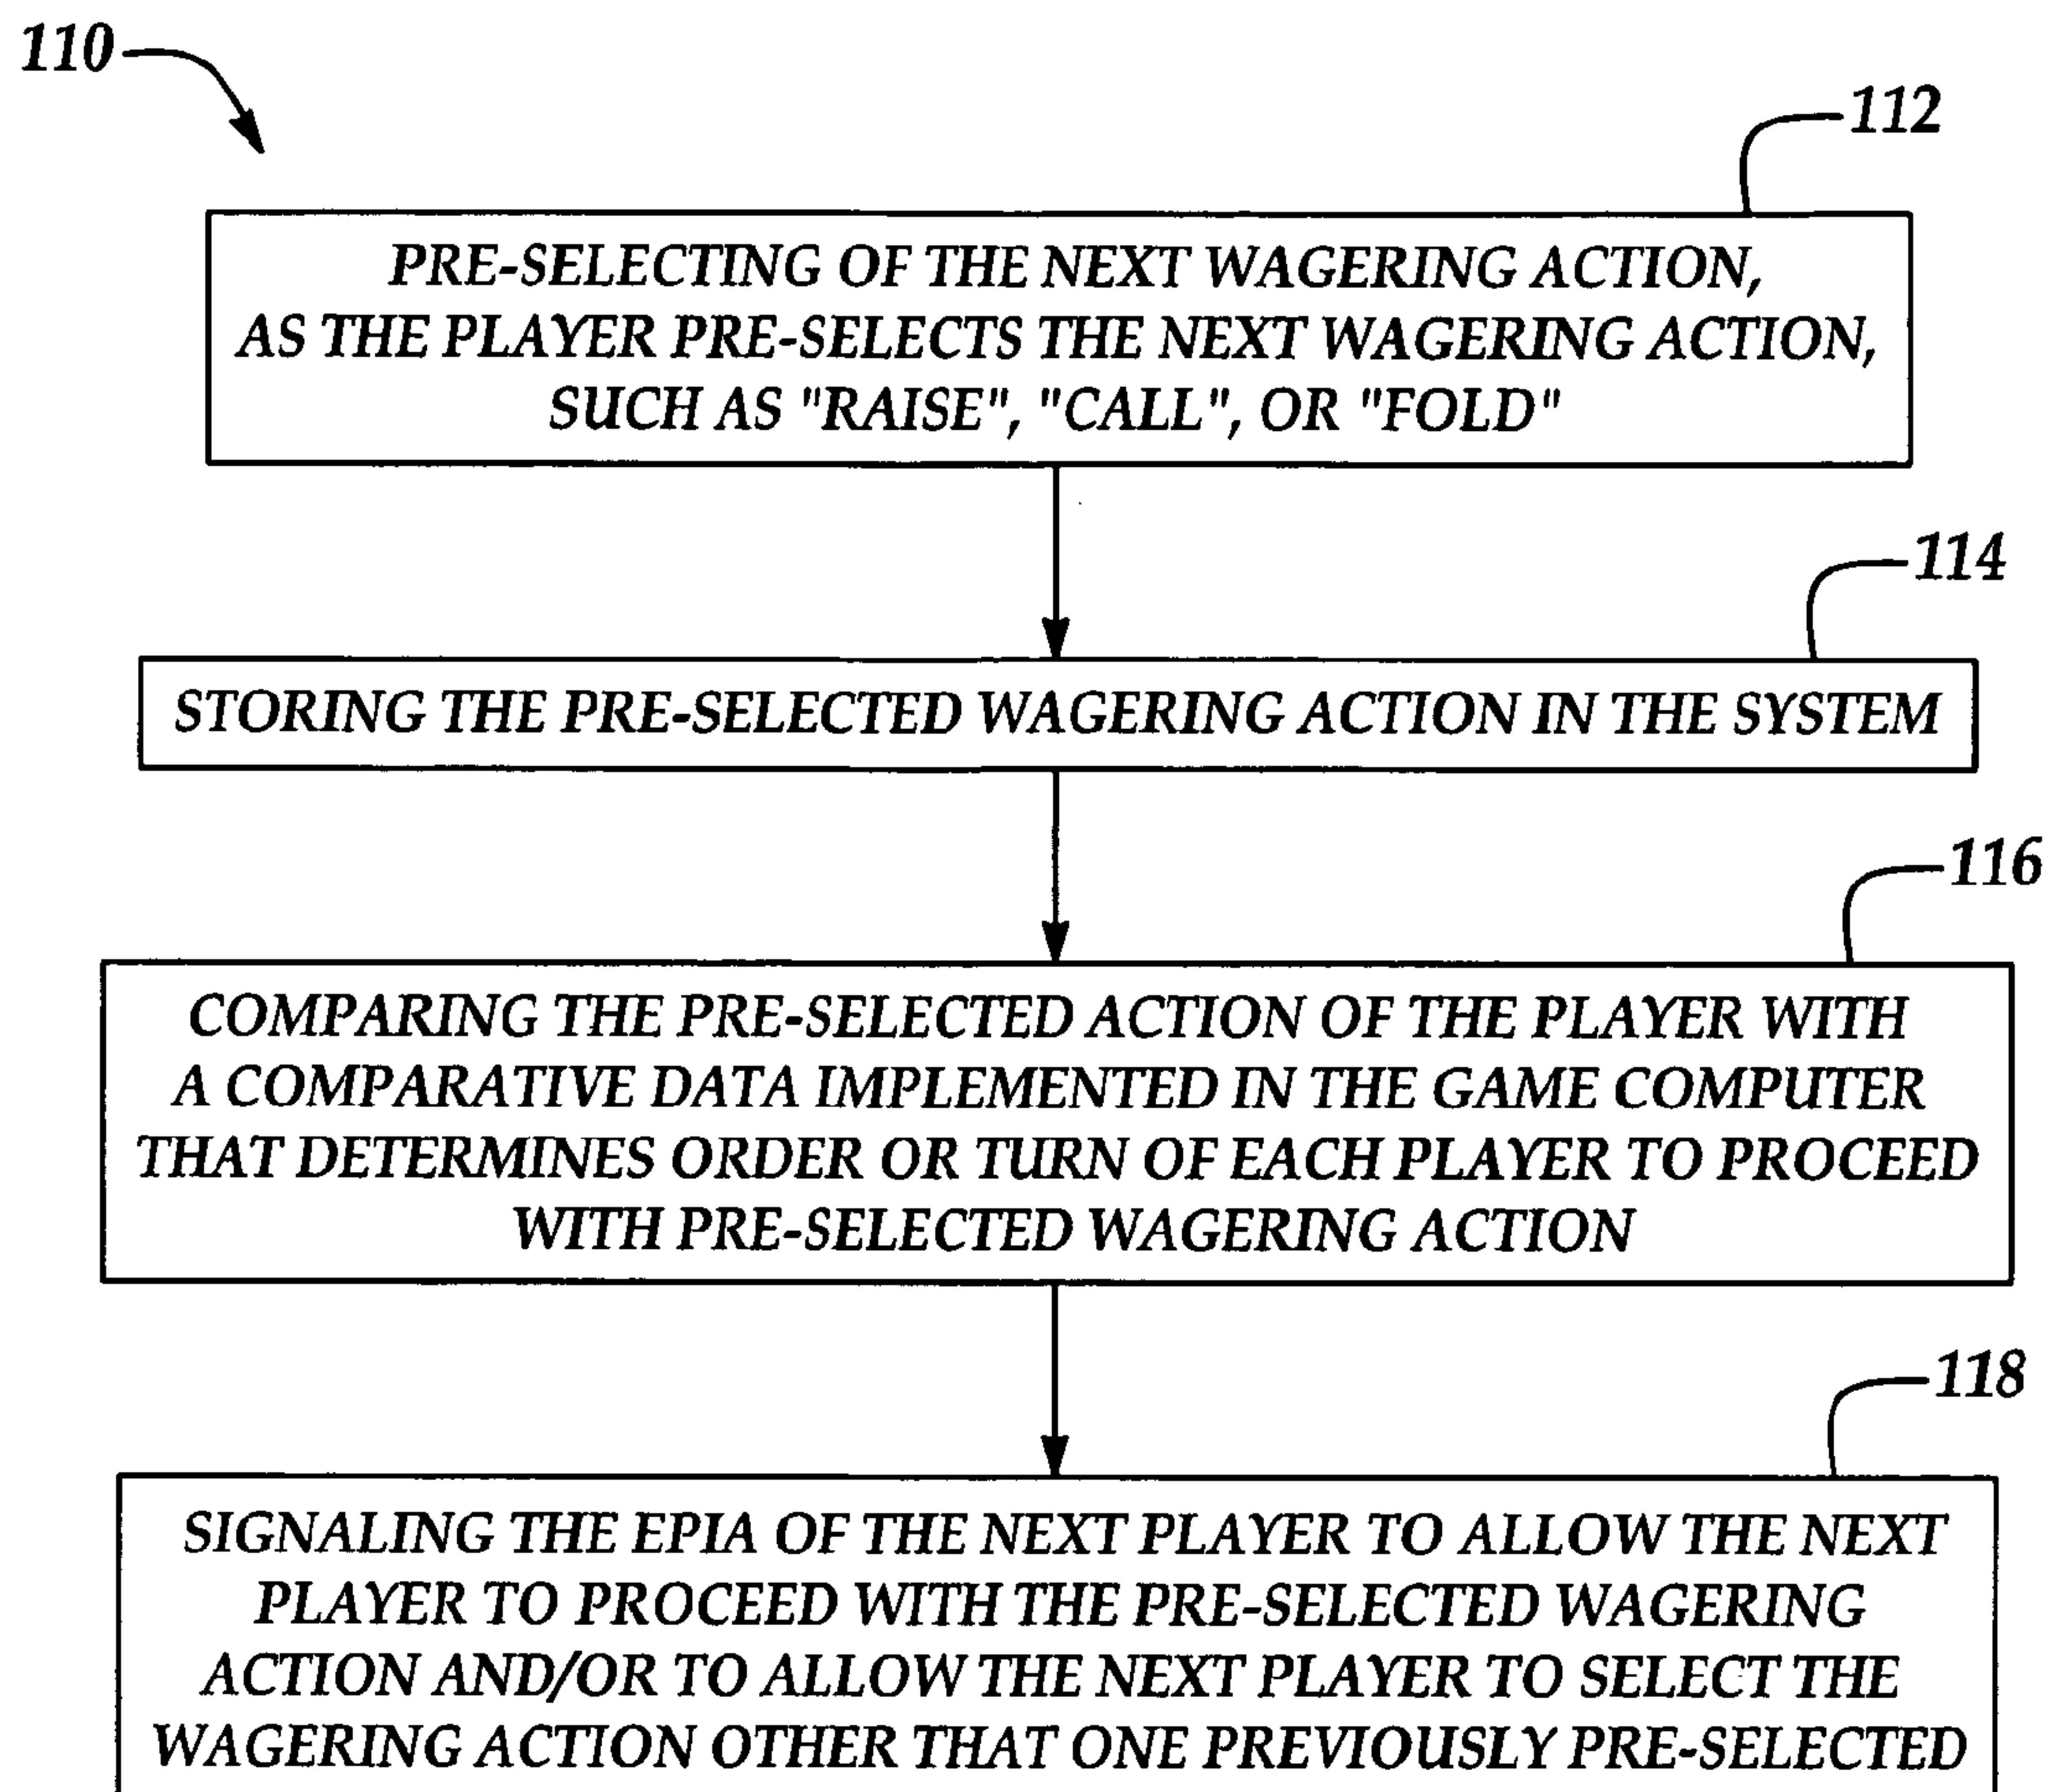 110
112
PRE-SELECTING OF THE NEXT WAGERING ACTION,
AS THE PLAYER PRE-SELECTS THE NEXT WAGERING ACTION,
SUCH AS "RAISE", "CALL", OR "FOLD"
114
STORING THE PRE-SELECTED WAGERING ACTION IN THE SYSTEM
116
COMPARING THE PRE-SELECTED ACTION OF THE PLAYER WITH
A COMPARATIVE DATA IMPLEMENTED IN THE GAME COMPUTER
THAT DETERMINES ORDER OR TURN OF EACH PLAYER TO PROCEED
WITH PRE-SELECTED WAGERING ACTION
118
SIGNALING THE EPIA OF THE NEXT PLAYER TO ALLOW THE NEXT
PLAYER TO PROCEED WITH THE PRE-SELECTED WAGERING
ACTION AND/OR TO ALLOW THE NEXT PLAYER TO SELECT THE
WAGERING ACTION OTHER THAT ONE PREVIOUSLY PRE-SELECTED